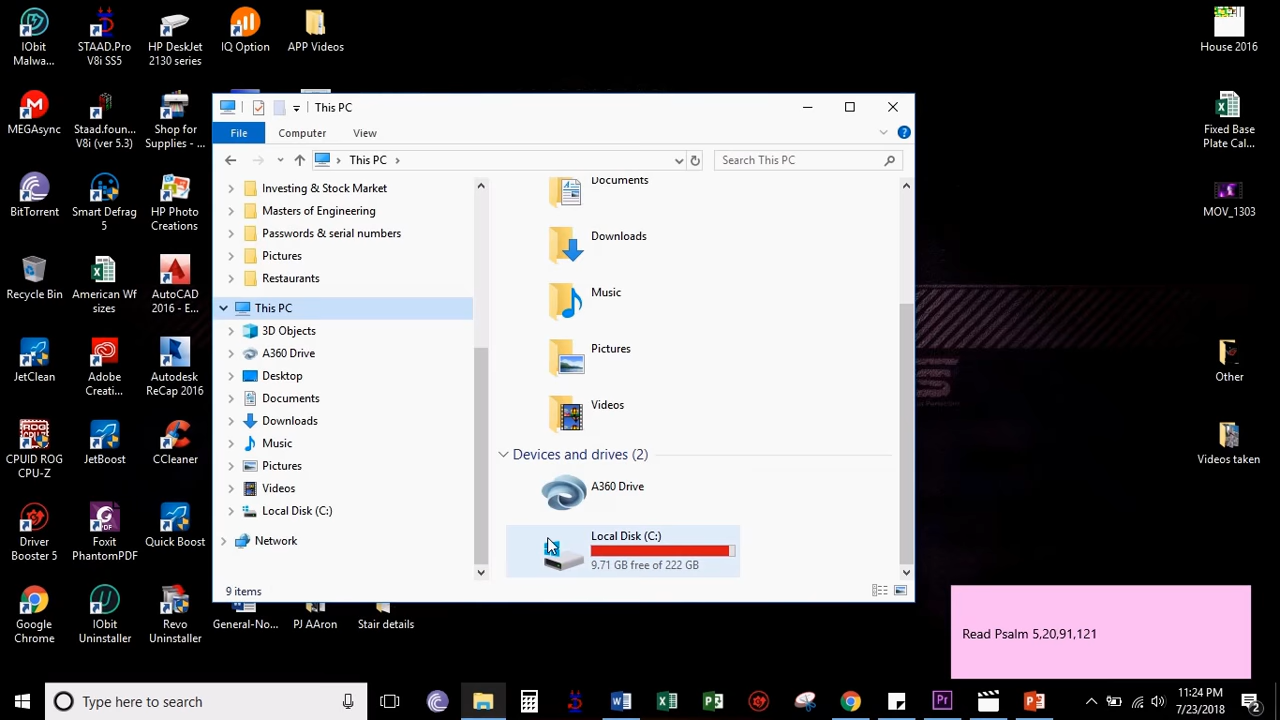 IObit
Malwa...
STAAD.Pro
V8i SS5
HP DeskJet
2130 series
IQ Option
APP Videos
House 2016
MEGAsync
Staad.foun...
V8i (ver 5.3)
Shop for
Supplies - ...
Fixed Base
Plate Cal...
BitTorrent
Smart Defrag
5
HP Photo
Creations
MOV_1303
Recycle Bin
American Wf
sizes
AutoCAD
2016 - E...
JetClean
Adobe
Creati...
Autodesk
ReCap 2016
Other
CPUID ROG
CPU-Z
JetBoost
CCleaner
Videos taken
Driver
Booster 5
Foxit
PhantomPDF
Quick Boost
Google
Chrome
IObit
Uninstaller
Revo
Uninstaller
General-No...
PJ AAron
Stair details
This PC
File
Computer
View
This PC
Search This PC
Investing & Stock Market
Masters of Engineering
Passwords & serial numbers
Pictures
Restaurants
This PC
3D Objects
A360 Drive
Desktop
Documents
Downloads
Music
Pictures
Videos
Local Disk (C:)
Network
Documents
Downloads
Music
Pictures
Videos
Devices and drives (2)
A360 Drive
Local Disk (C:)
9.71 GB free of 222 GB
9 items
Read Psalm 5,20,91,121
Type here to search
11:24 PM
7/23/2018
2